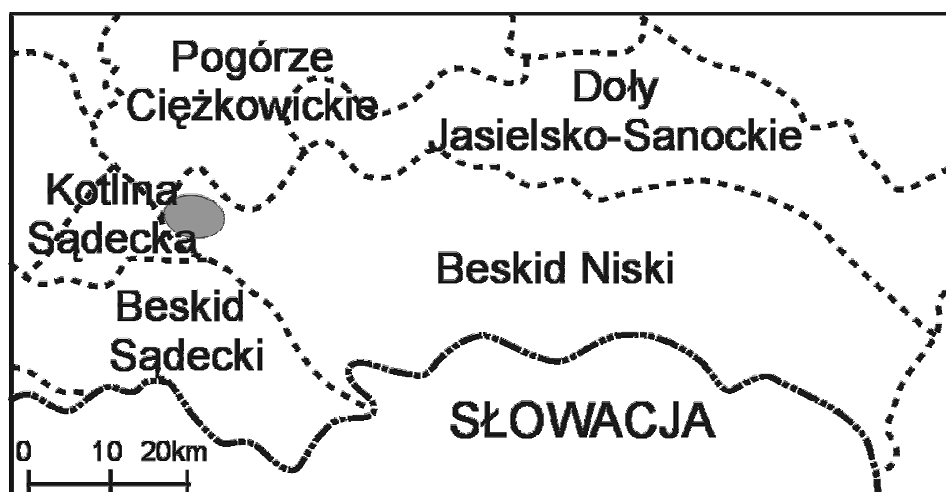 Pogórze
Ciężkowickie
Doły
Jasielsko-Sanockie
Kotlina
Sądecka
Beskid Niski
Beskid
Sądecki
SŁOWACJA
0 10 20km